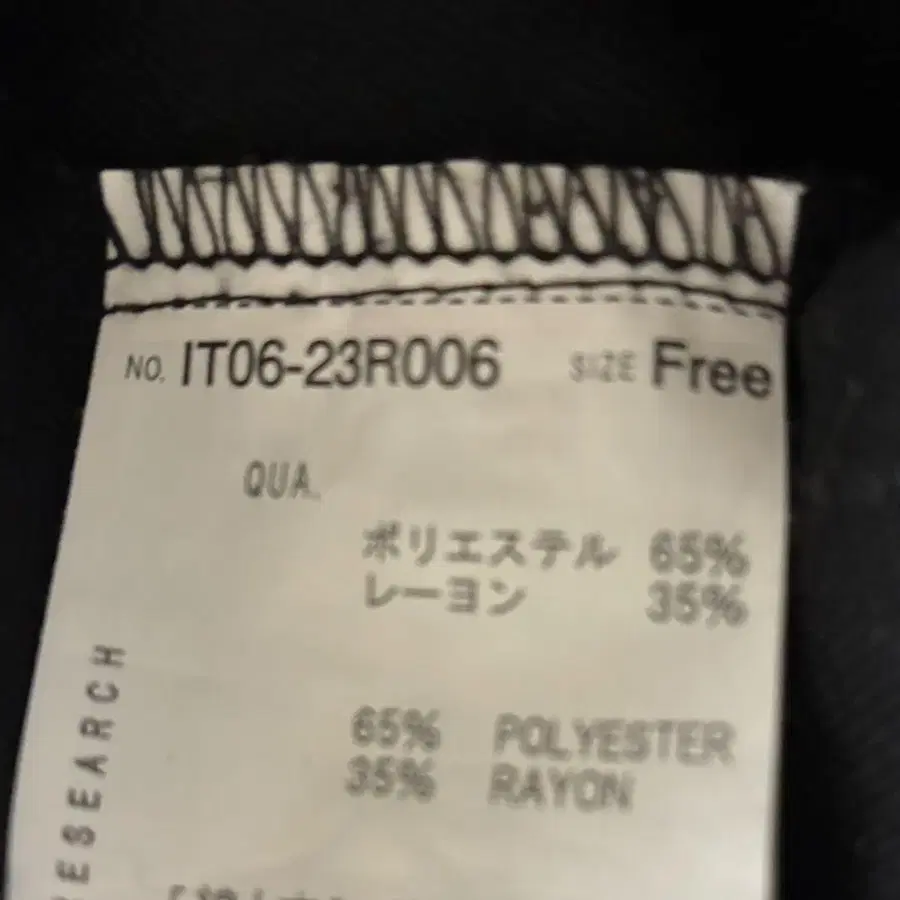 NO. IT06-23R006 SIZE Free
QUA.
ポリエステル 65%
レーヨン 35%
65% POLYESTER
35% RAYON
ESEARCH